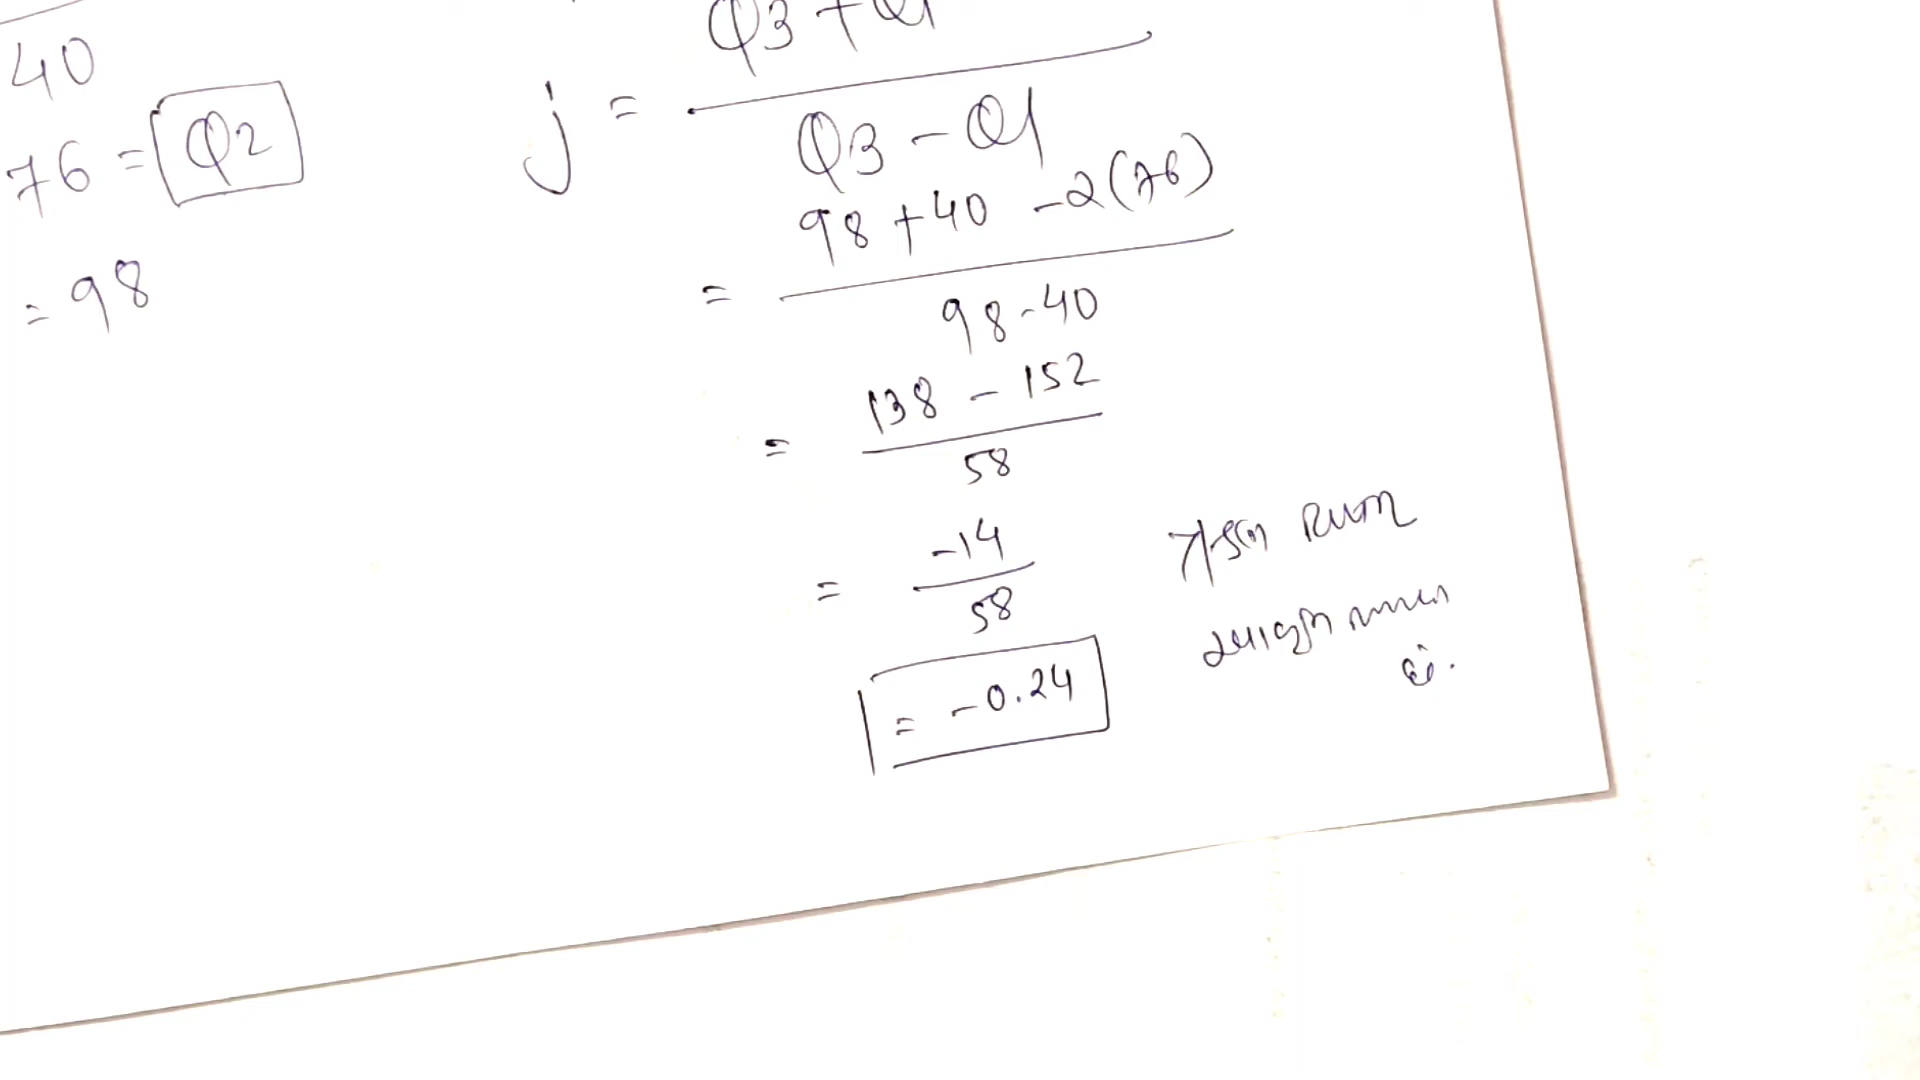 40
76 = Q2
= 98
j = Q3 + Q1
Q3 - Q1
= 98 + 40 - 2(76)
98 - 40
= 138 - 152
58
= -14
58
= -0.24
છે.